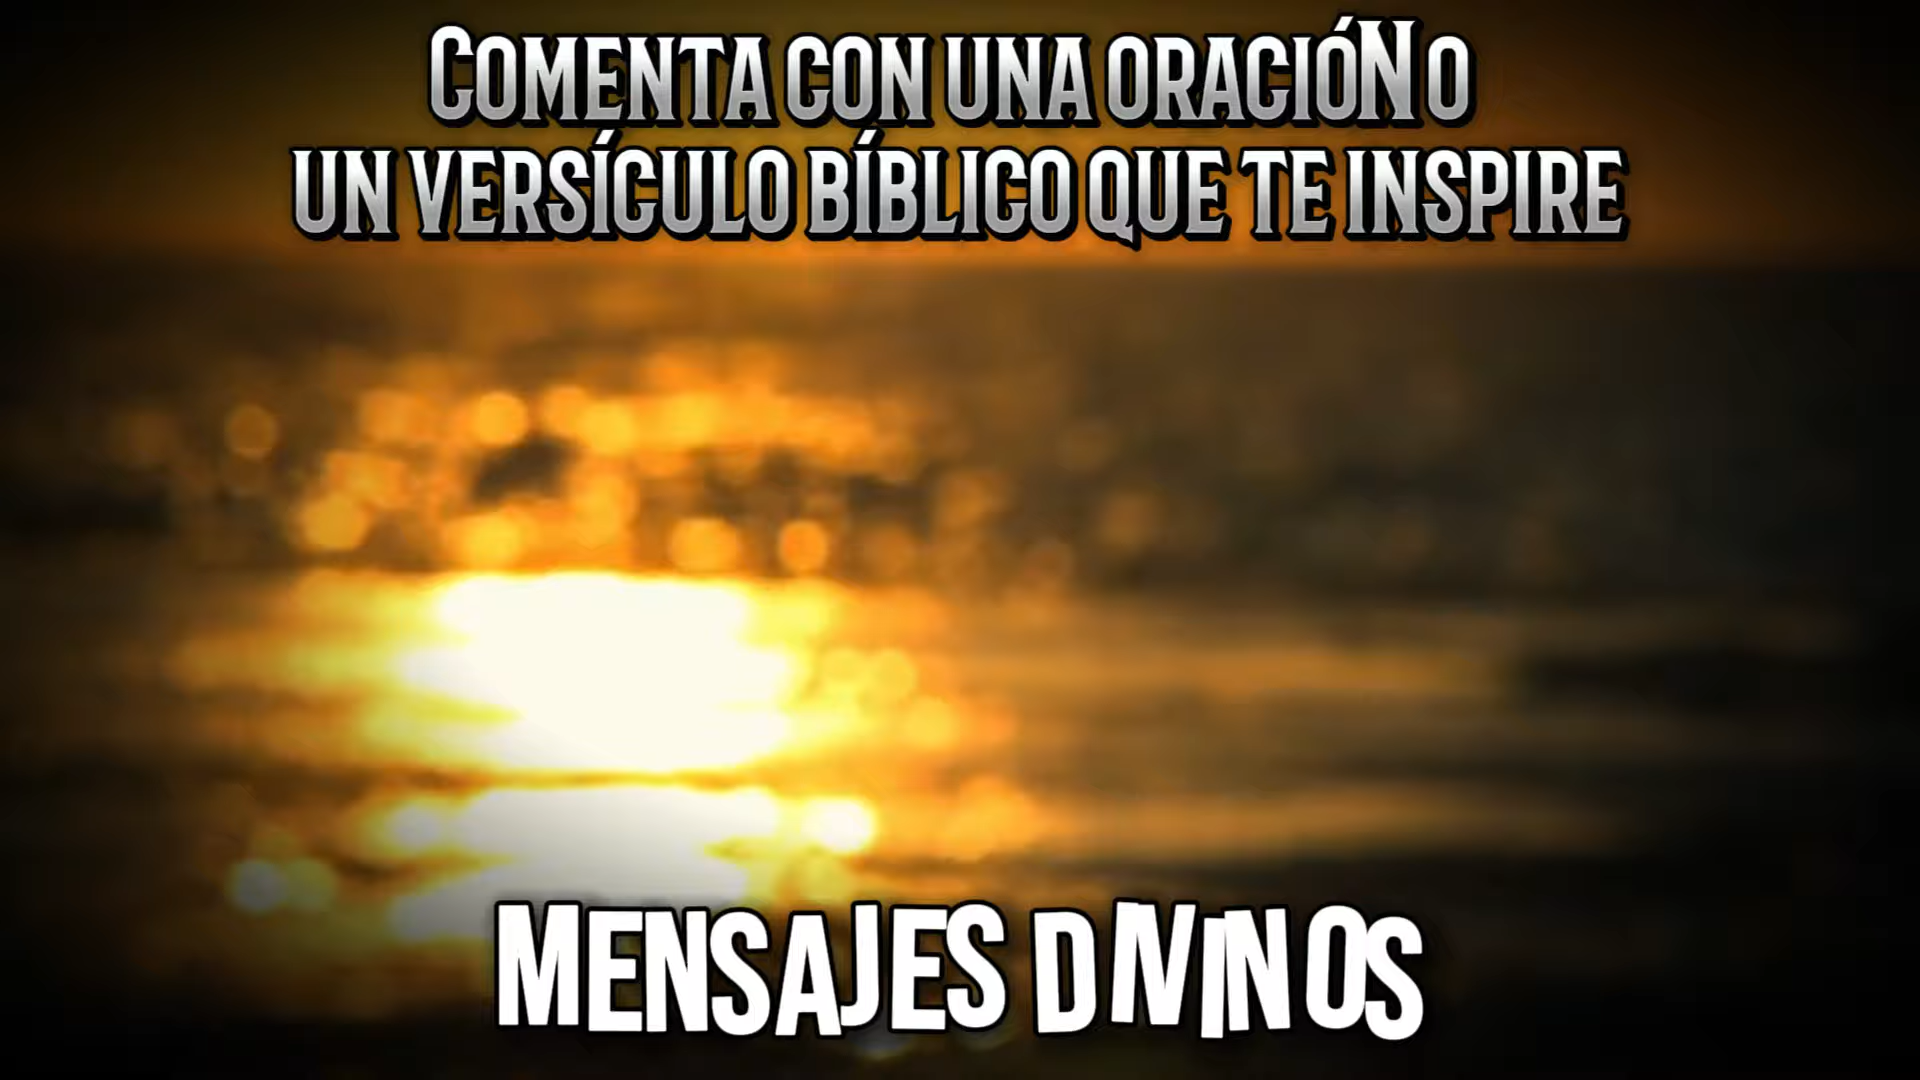 COMENTA CON UNA ORACIÓN O
UN VERSÍCULO BÍBLICO QUE TE INSPIRE
MENSAJES DIVINOS